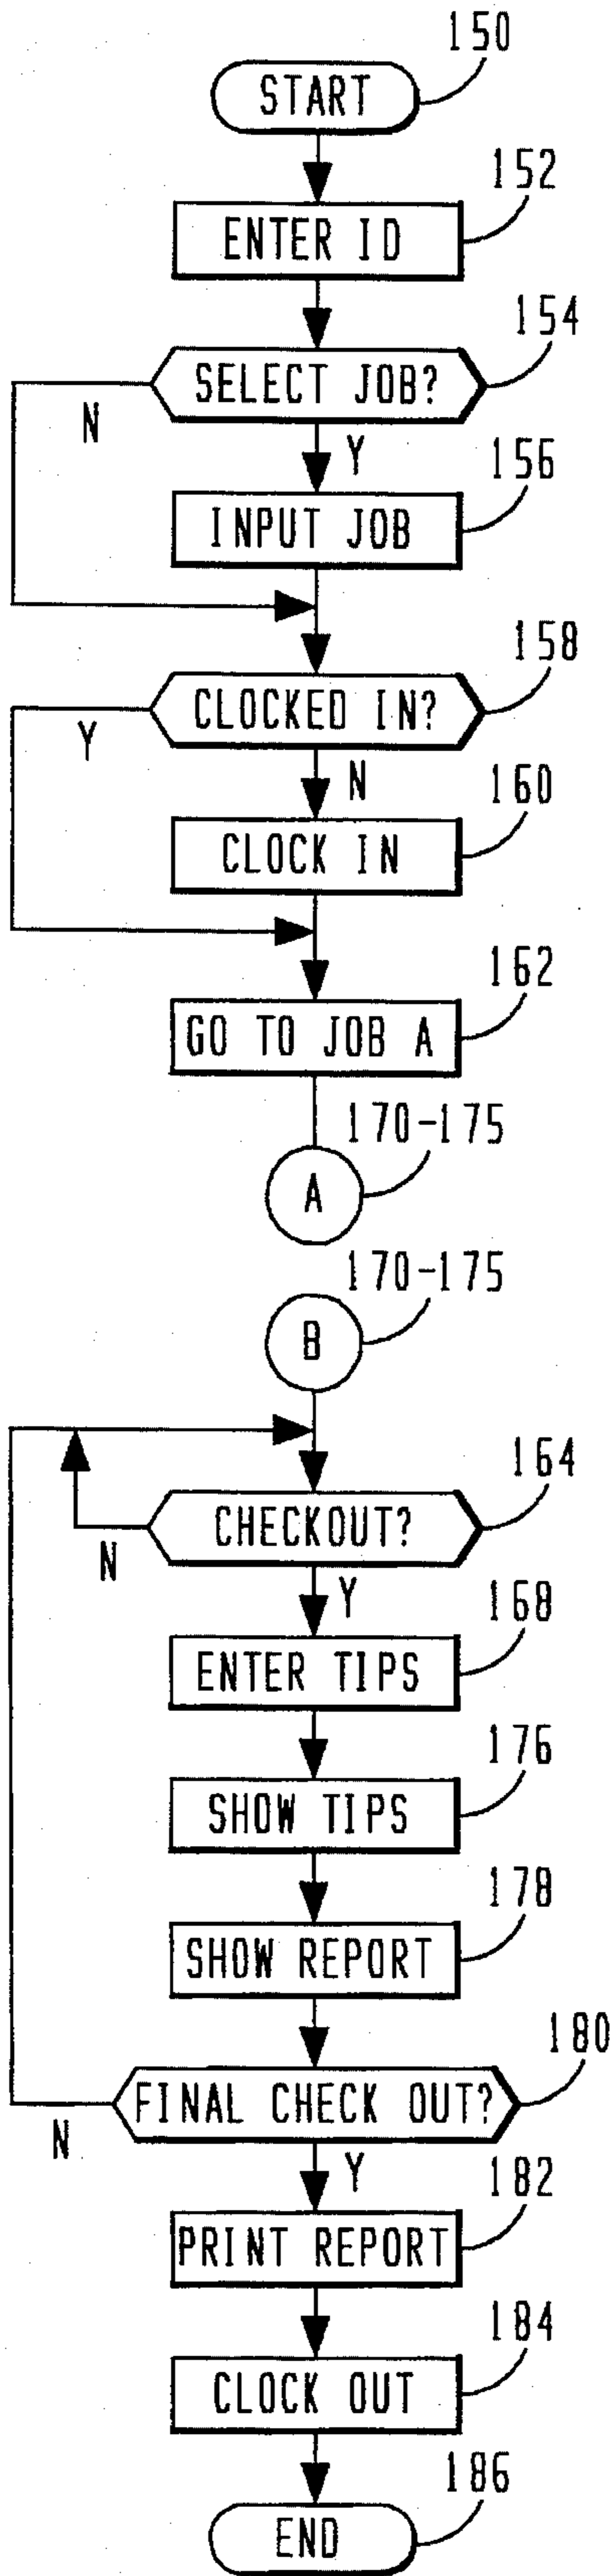 150
START
152
ENTER ID
154
SELECT JOB?
N
Y
156
INPUT JOB
158
CLOCKED IN?
Y
N
160
CLOCK IN
162
GO TO JOB A
170-175
A
170-175
B
164
CHECKOUT?
N
Y
168
ENTER TIPS
176
SHOW TIPS
178
SHOW REPORT
180
FINAL CHECK OUT?
N
Y
182
PRINT REPORT
184
CLOCK OUT
186
END